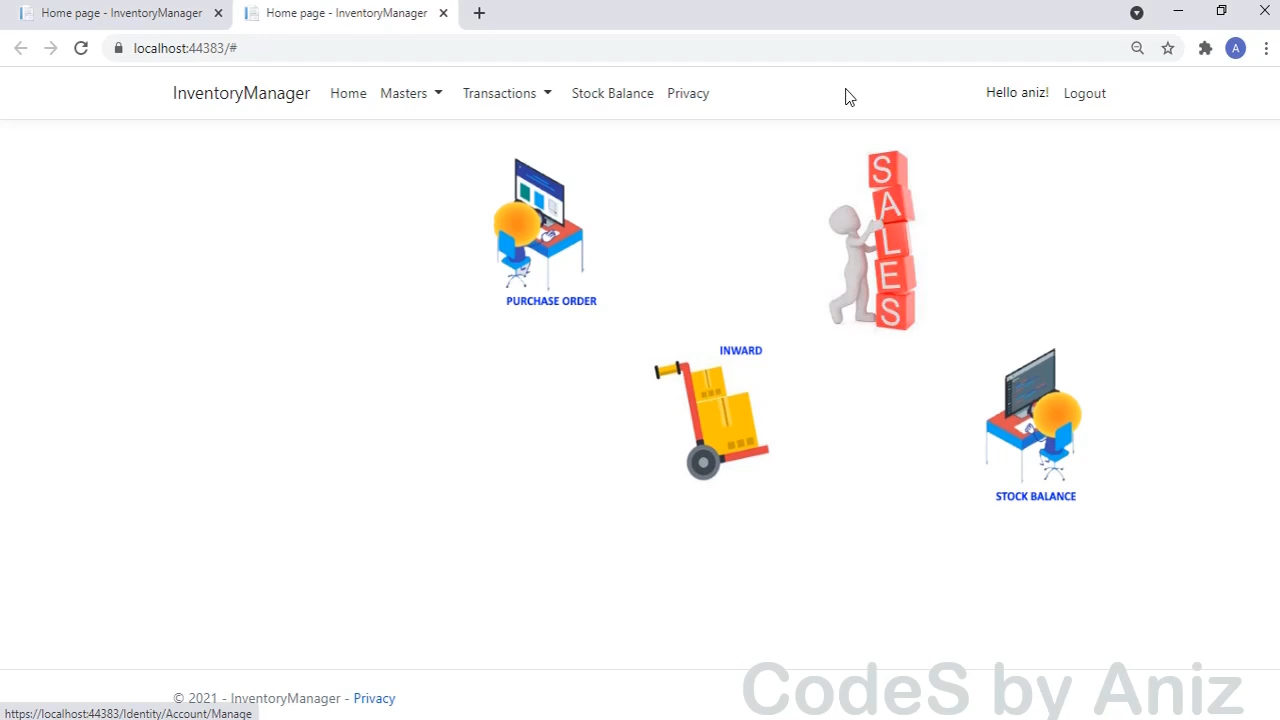 Home page - InventoryManager
Home page - InventoryManager
localhost:44383/#
A
InventoryManager Home Masters Transactions Stock Balance Privacy Hello aniz! Logout
SALES
PURCHASE ORDER
INWARD
STOCK BALANCE
© 2021 - InventoryManager - Privacy
CodeS by Aniz
https://localhost:44383/Identity/Account/Manage